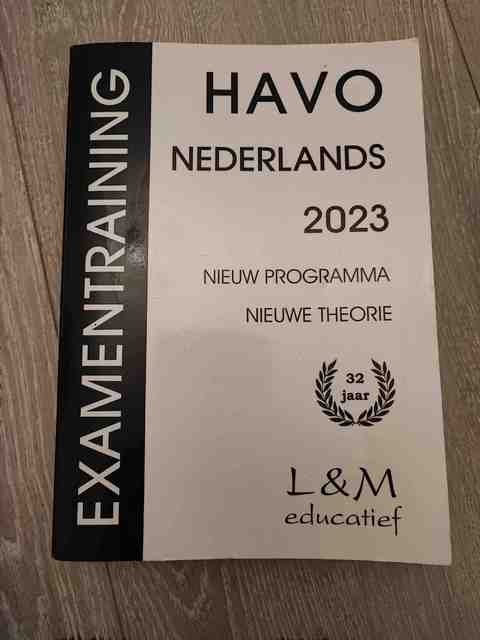 EXAMENTRAINING
HAVO
NEDERLANDS
2023
NIEUW PROGRAMMA
NIEUWE THEORIE
32
jaar
L&M
educatief